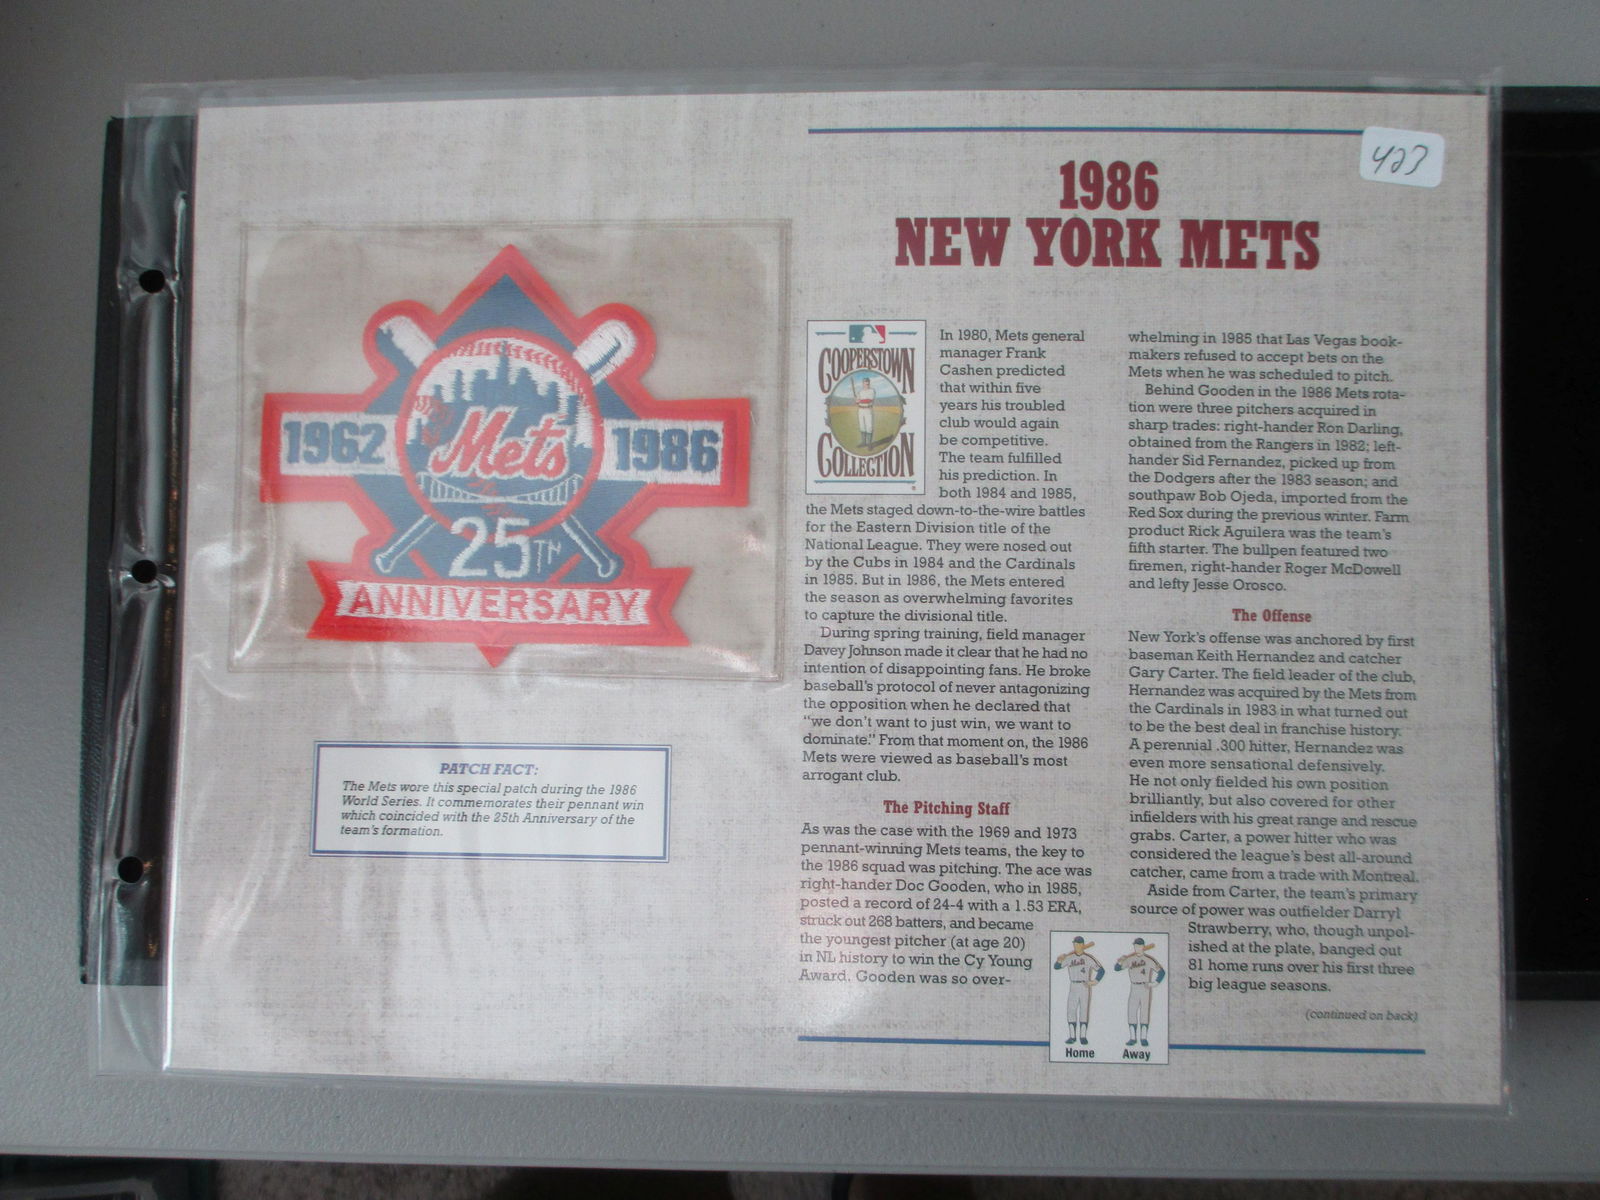 423
1986
NEW YORK METS
1962
Mets
1986
25TH
ANNIVERSARY
PATCH FACT:
The Mets wore this special patch during the 1986
World Series. It commemorates their pennant win
which coincided with the 25th Anniversary of the
team's formation.
COOPERSTOWN
COLLECTION
In 1980, Mets general
manager Frank
Cashen predicted
that within five
years his troubled
club would again
be competitive.
The team fulfilled
his prediction. In
both 1984 and 1985,
the Mets staged down-to-the-wire battles
for the Eastern Division title of the
National League. They were nosed out
by the Cubs in 1984 and the Cardinals
in 1985. But in 1986, the Mets entered
the season as overwhelming favorites
to capture the divisional title.
During spring training, field manager
Davey Johnson made it clear that he had no
intention of disappointing fans. He broke
baseball's protocol of never antagonizing
the opposition when he declared that
"we don't want to just win, we want to
dominate." From that moment on, the 1986
Mets were viewed as baseball's most
arrogant club.
The Pitching Staff
As was the case with the 1969 and 1973
pennant-winning Mets teams, the key to
the 1986 squad was pitching. The ace was
right-hander Doc Gooden, who in 1985,
posted a record of 24-4 with a 1.53 ERA,
struck out 268 batters, and became
the youngest pitcher (at age 20)
in NL history to win the Cy Young
Award. Gooden was so over-
whelming in 1985 that Las Vegas book-
makers refused to accept bets on the
Mets when he was scheduled to pitch.
Behind Gooden in the 1986 Mets rota-
tion were three pitchers acquired in
sharp trades: right-hander Ron Darling,
obtained from the Rangers in 1982; left-
hander Sid Fernandez, picked up from
the Dodgers after the 1983 season; and
southpaw Bob Ojeda, imported from the
Red Sox during the previous winter. Farm
product Rick Aguilera was the team's
fifth starter. The bullpen featured two
firemen, right-hander Roger McDowell
and lefty Jesse Orosco.
The Offense
New York's offense was anchored by first
baseman Keith Hernandez and catcher
Gary Carter. The field leader of the club,
Hernandez was acquired by the Mets from
the Cardinals in 1983 in what turned out
to be the best deal in franchise history.
A perennial .300 hitter, Hernandez was
even more sensational defensively.
He not only fielded his own position
brilliantly, but also covered for other
infielders with his great range and rescue
grabs. Carter, a power hitter who was
considered the league's best all-around
catcher, came from a trade with Montreal.
Aside from Carter, the team's primary
source of power was outfielder Darryl
Strawberry, who, though unpol-
ished at the plate, banged out
81 home runs over his first three
big league seasons.
(continued on back)
Mets
4
Mets
4
Home
Away